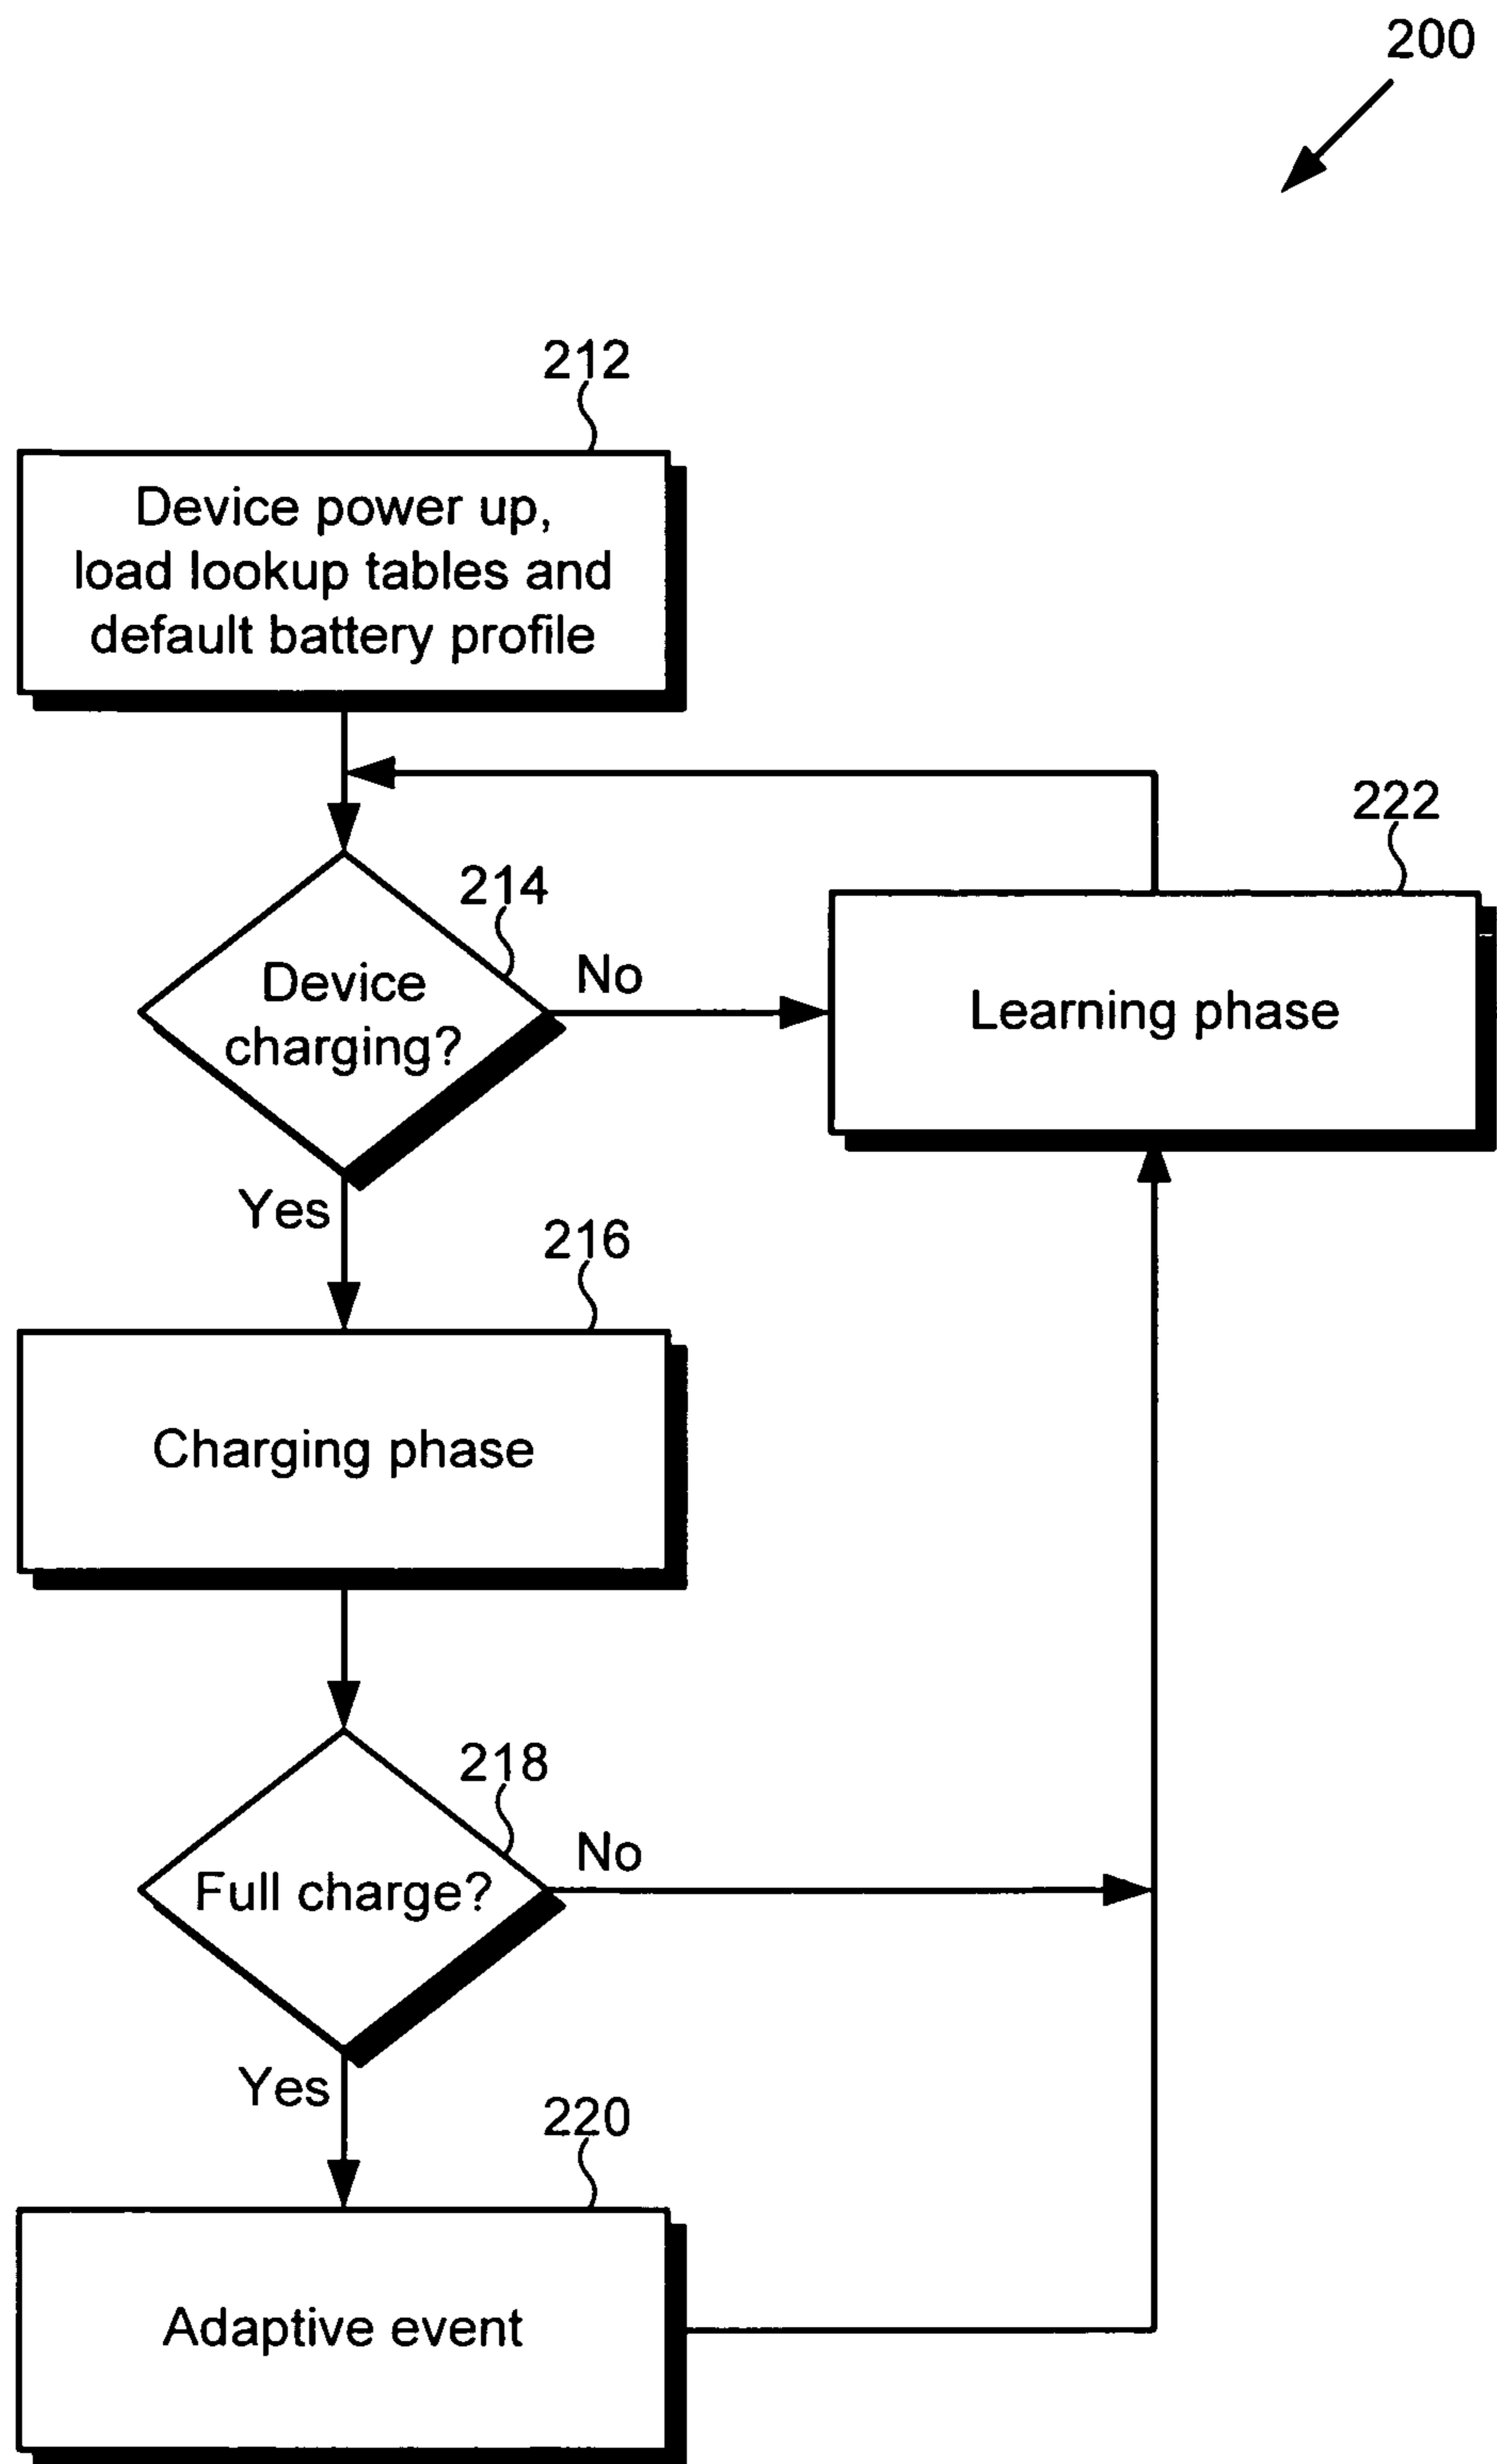 200
212
Device power up,
load lookup tables and
default battery profile
222
214
Device
charging?
No
Learning phase
Yes
216
Charging phase
218
No
Full charge?
Yes
220
Adaptive event